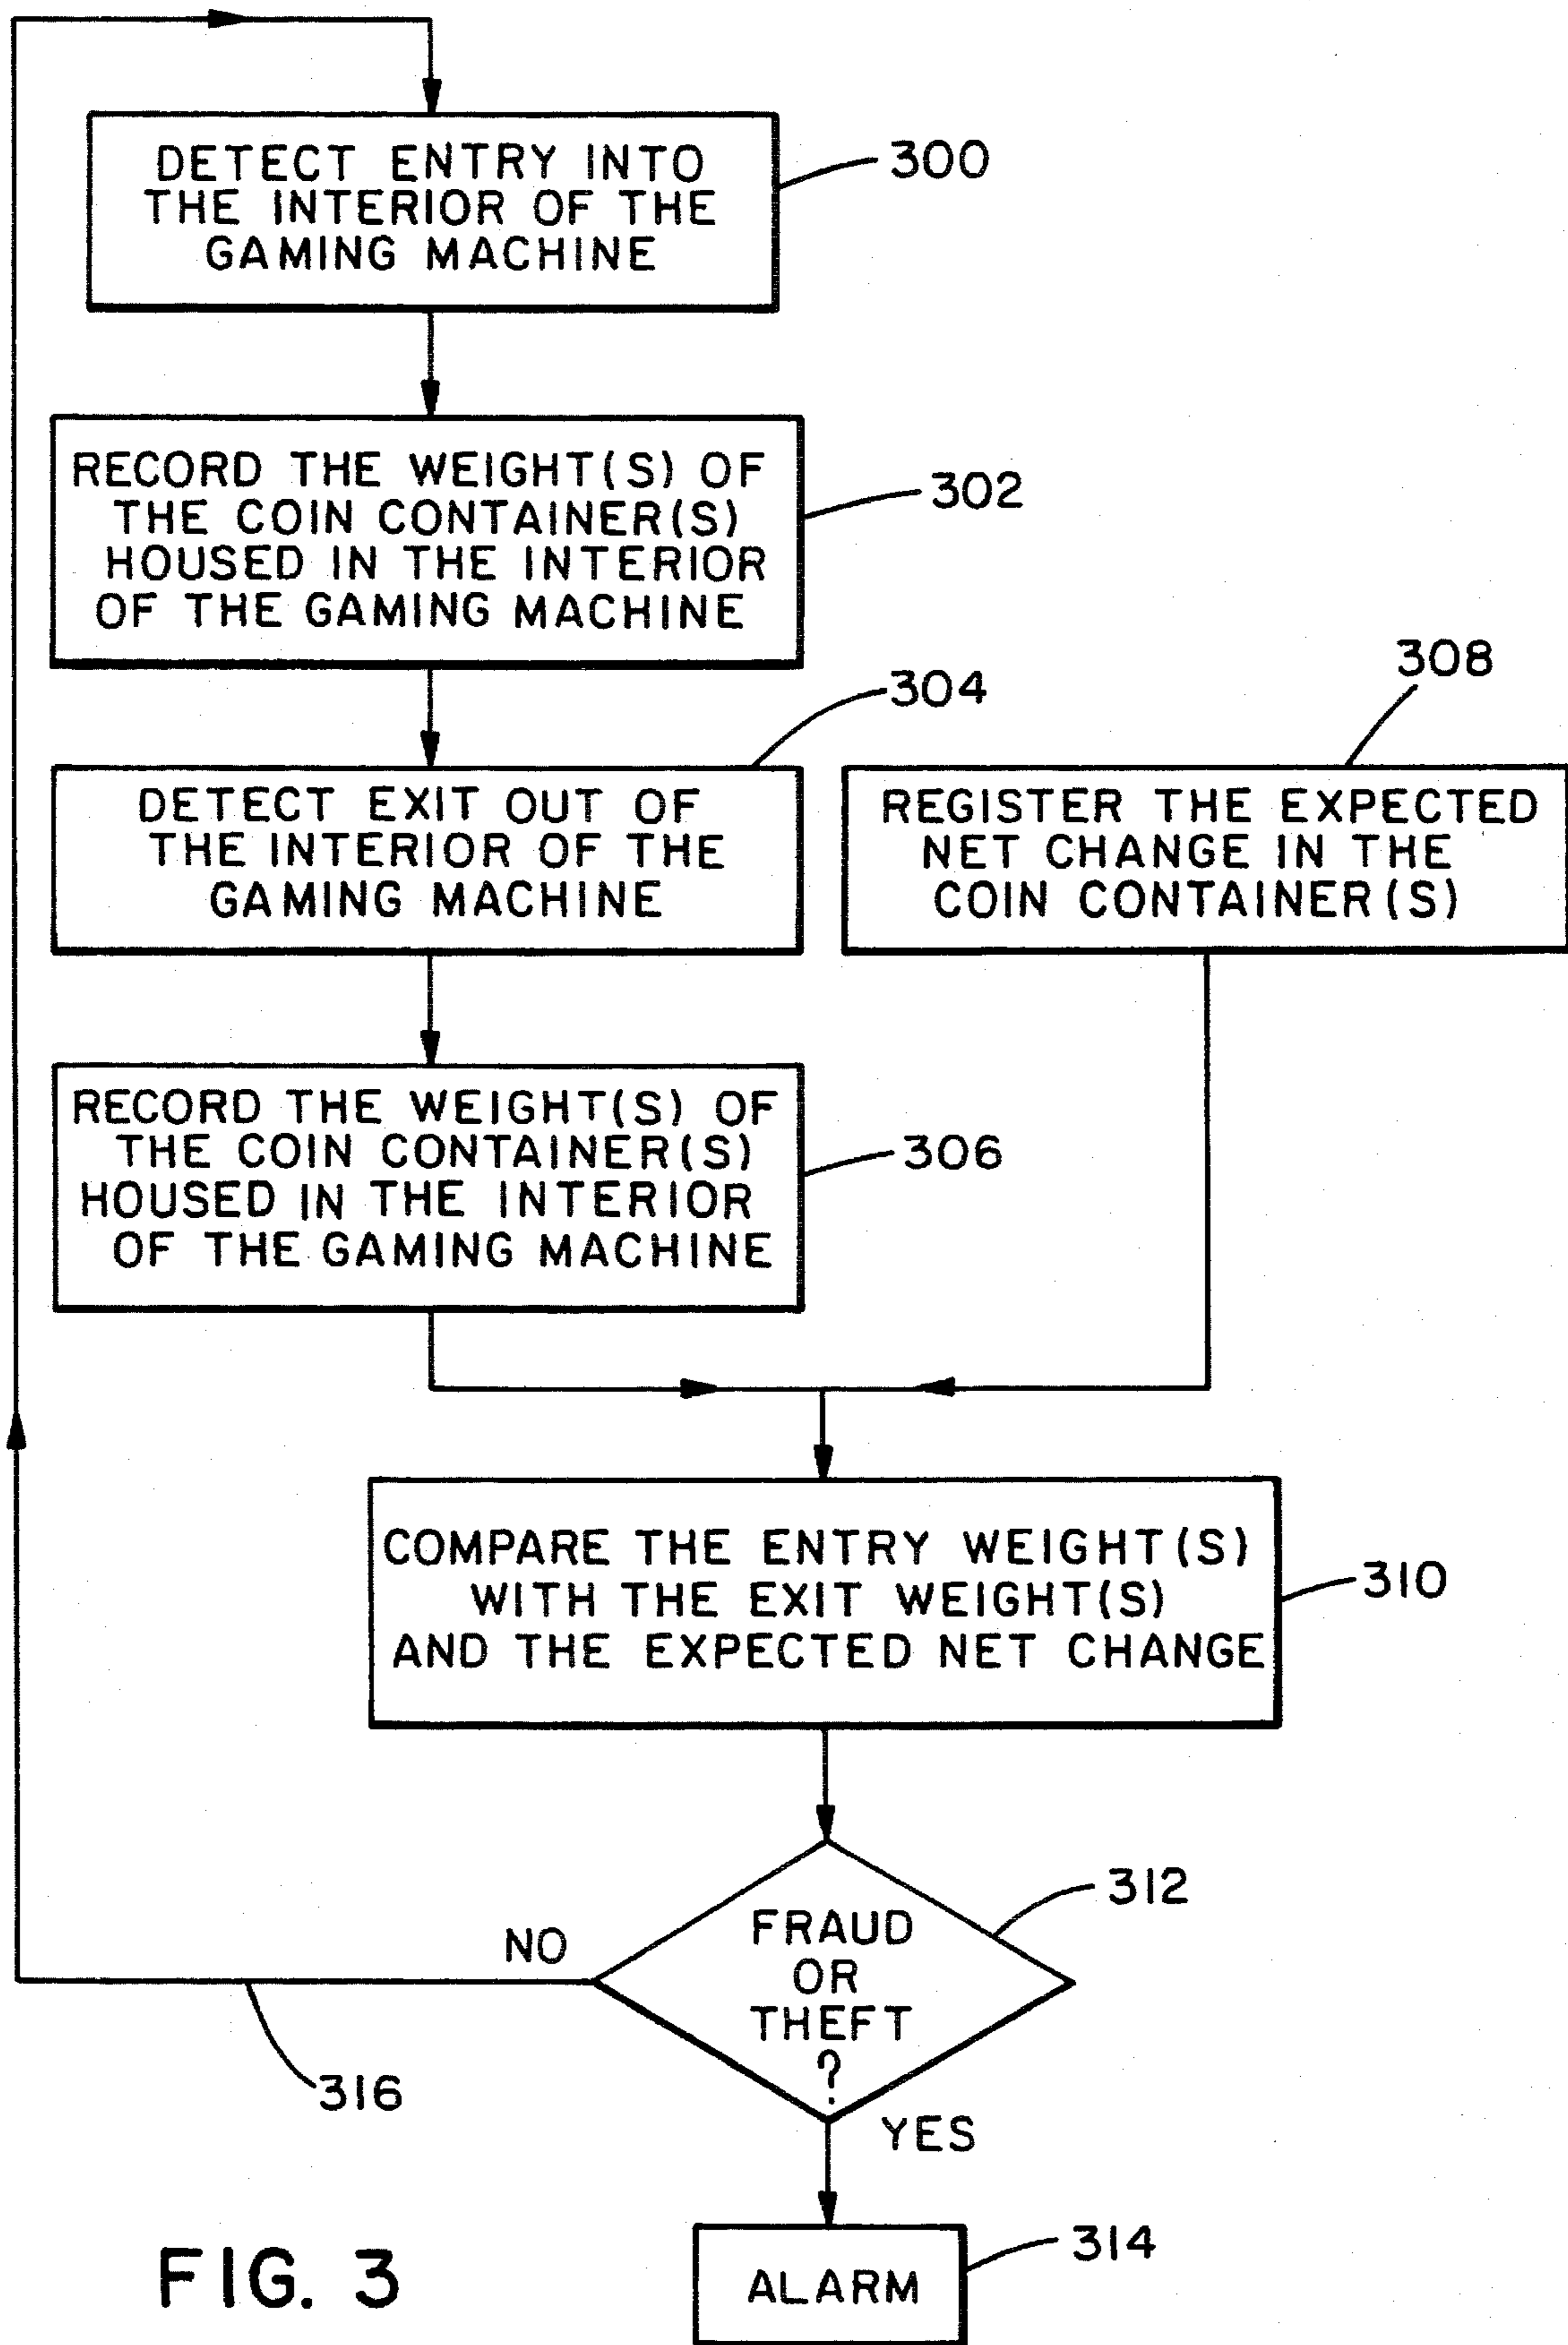 DETECT ENTRY INTO
THE INTERIOR OF THE
GAMING MACHINE
300
RECORD THE WEIGHT(S) OF
THE COIN CONTAINER(S)
HOUSED IN THE INTERIOR
OF THE GAMING MACHINE
302
304
308
DETECT EXIT OUT OF
THE INTERIOR OF THE
GAMING MACHINE
REGISTER THE EXPECTED
NET CHANGE IN THE
COIN CONTAINER(S)
RECORD THE WEIGHT(S) OF
THE COIN CONTAINER(S)
HOUSED IN THE INTERIOR
OF THE GAMING MACHINE
306
COMPARE THE ENTRY WEIGHT(S)
WITH THE EXIT WEIGHT(S)
AND THE EXPECTED NET CHANGE
310
312
FRAUD
OR
THEFT
?
NO
316
YES
ALARM
314
FIG. 3